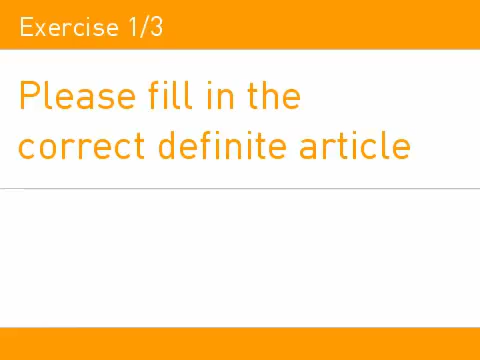 Exercise 1/3
Please fill in the
correct definite article